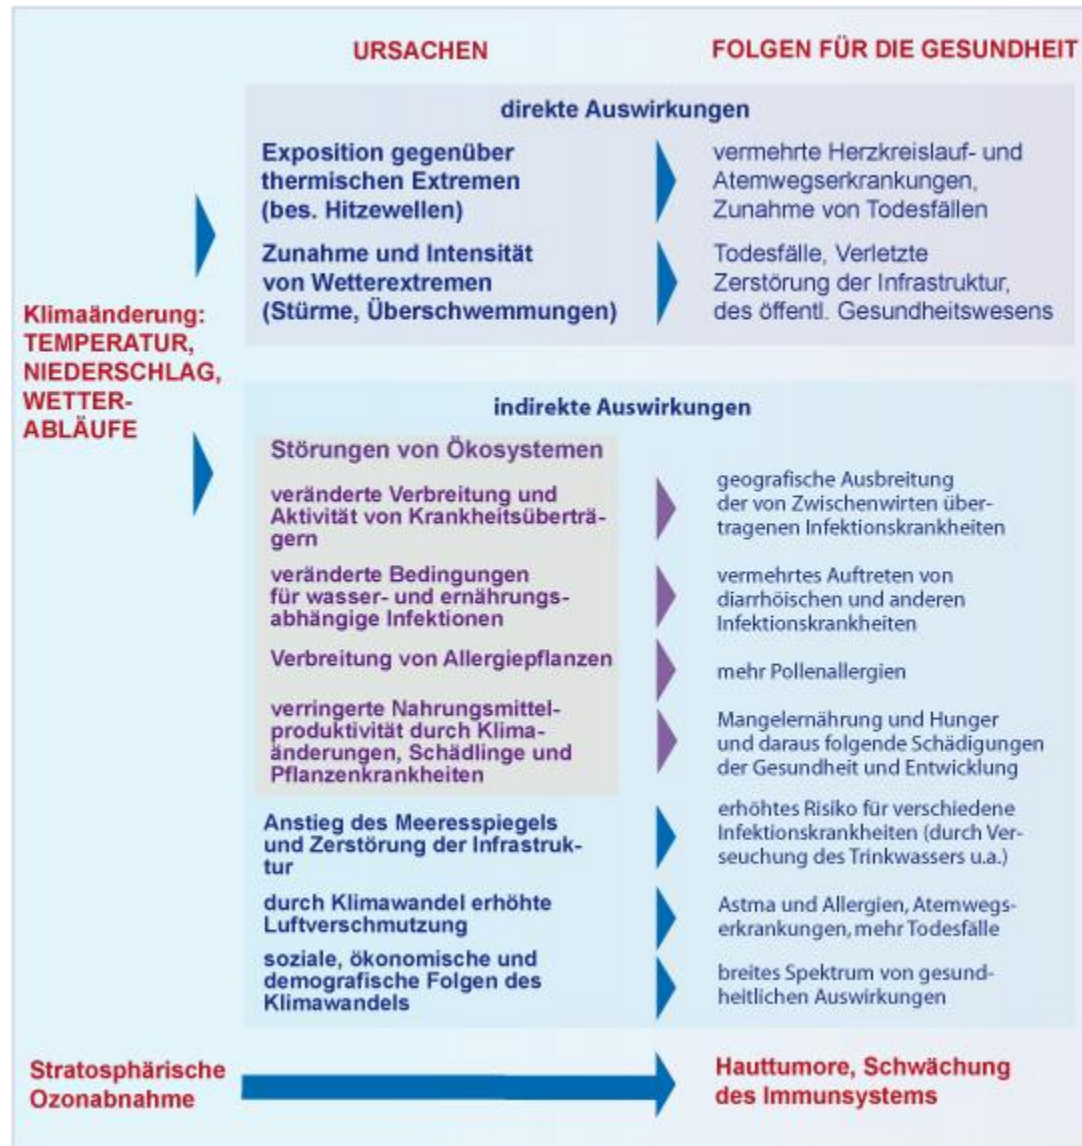 URSACHEN
FOLGEN FÜR DIE GESUNDHEIT
direkte Auswirkungen
Exposition gegenüber
thermischen Extremen
(bes. Hitzewellen)
vermehrte Herzkreislauf- und
Atemwegserkrankungen,
Zunahme von Todesfällen
Zunahme und Intensität
von Wetterextremen
(Stürme, Überschwemmungen)
Todesfälle, Verletzte
Zerstörung der Infrastruktur,
des öffentl. Gesundheitswesens
Klimaänderung:
TEMPERATUR,
NIEDERSCHLAG,
WETTER-
ABLÄUFE
indirekte Auswirkungen
Störungen von Ökosystemen
veränderte Verbreitung und
Aktivität von Krankheitsüberträ-
gern
geografische Ausbreitung
der von Zwischenwirten über-
tragenen Infektionskrankheiten
veränderte Bedingungen
für wasser- und ernährungs-
abhängige Infektionen
vermehrtes Auftreten von
diarrhöischen und anderen
Infektionskrankheiten
Verbreitung von Allergiepflanzen
mehr Pollenallergien
verringerte Nahrungsmittel-
produktivität durch Klima-
änderungen, Schädlinge und
Pflanzenkrankheiten
Mangelernährung und Hunger
und daraus folgende Schädigungen
der Gesundheit und Entwicklung
Anstieg des Meeresspiegels
und Zerstörung der Infrastruk-
tur
erhöhtes Risiko für verschiedene
Infektionskrankheiten (durch Ver-
seuchung des Trinkwassers u.a.)
durch Klimawandel erhöhte
Luftverschmutzung
Astma und Allergien, Atemwegs-
erkrankungen, mehr Todesfälle
soziale, ökonomische und
demografische Folgen des
Klimawandels
breites Spektrum von gesund-
heitlichen Auswirkungen
Stratosphärische
Ozonabnahme
Hauttumore, Schwächung
des Immunsystems